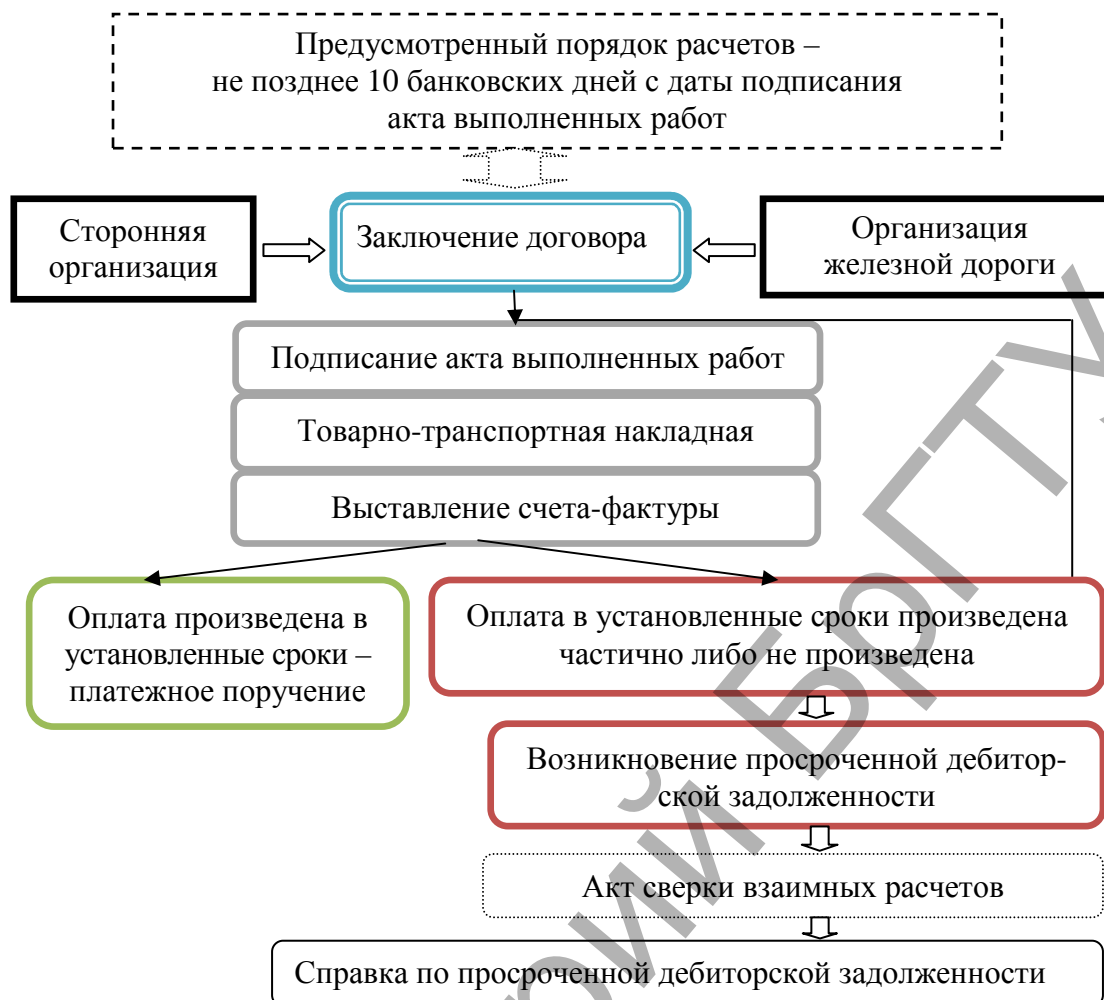 Предусмотренный порядок расчетов –
не позднее 10 банковских дней с даты подписания
акта выполненных работ
Сторонняя
организация
Заключение договора
Организация
железной дороги
Подписание акта выполненных работ
Товарно-транспортная накладная
Выставление счета-фактуры
Оплата произведена в
установленные сроки –
платежное поручение
Оплата в установленные сроки произведена
частично либо не произведена
Возникновение просроченной дебитор-
ской задолженности
Акт сверки взаимных расчетов
Справка по просроченной дебиторской задолженности
БрГТУ